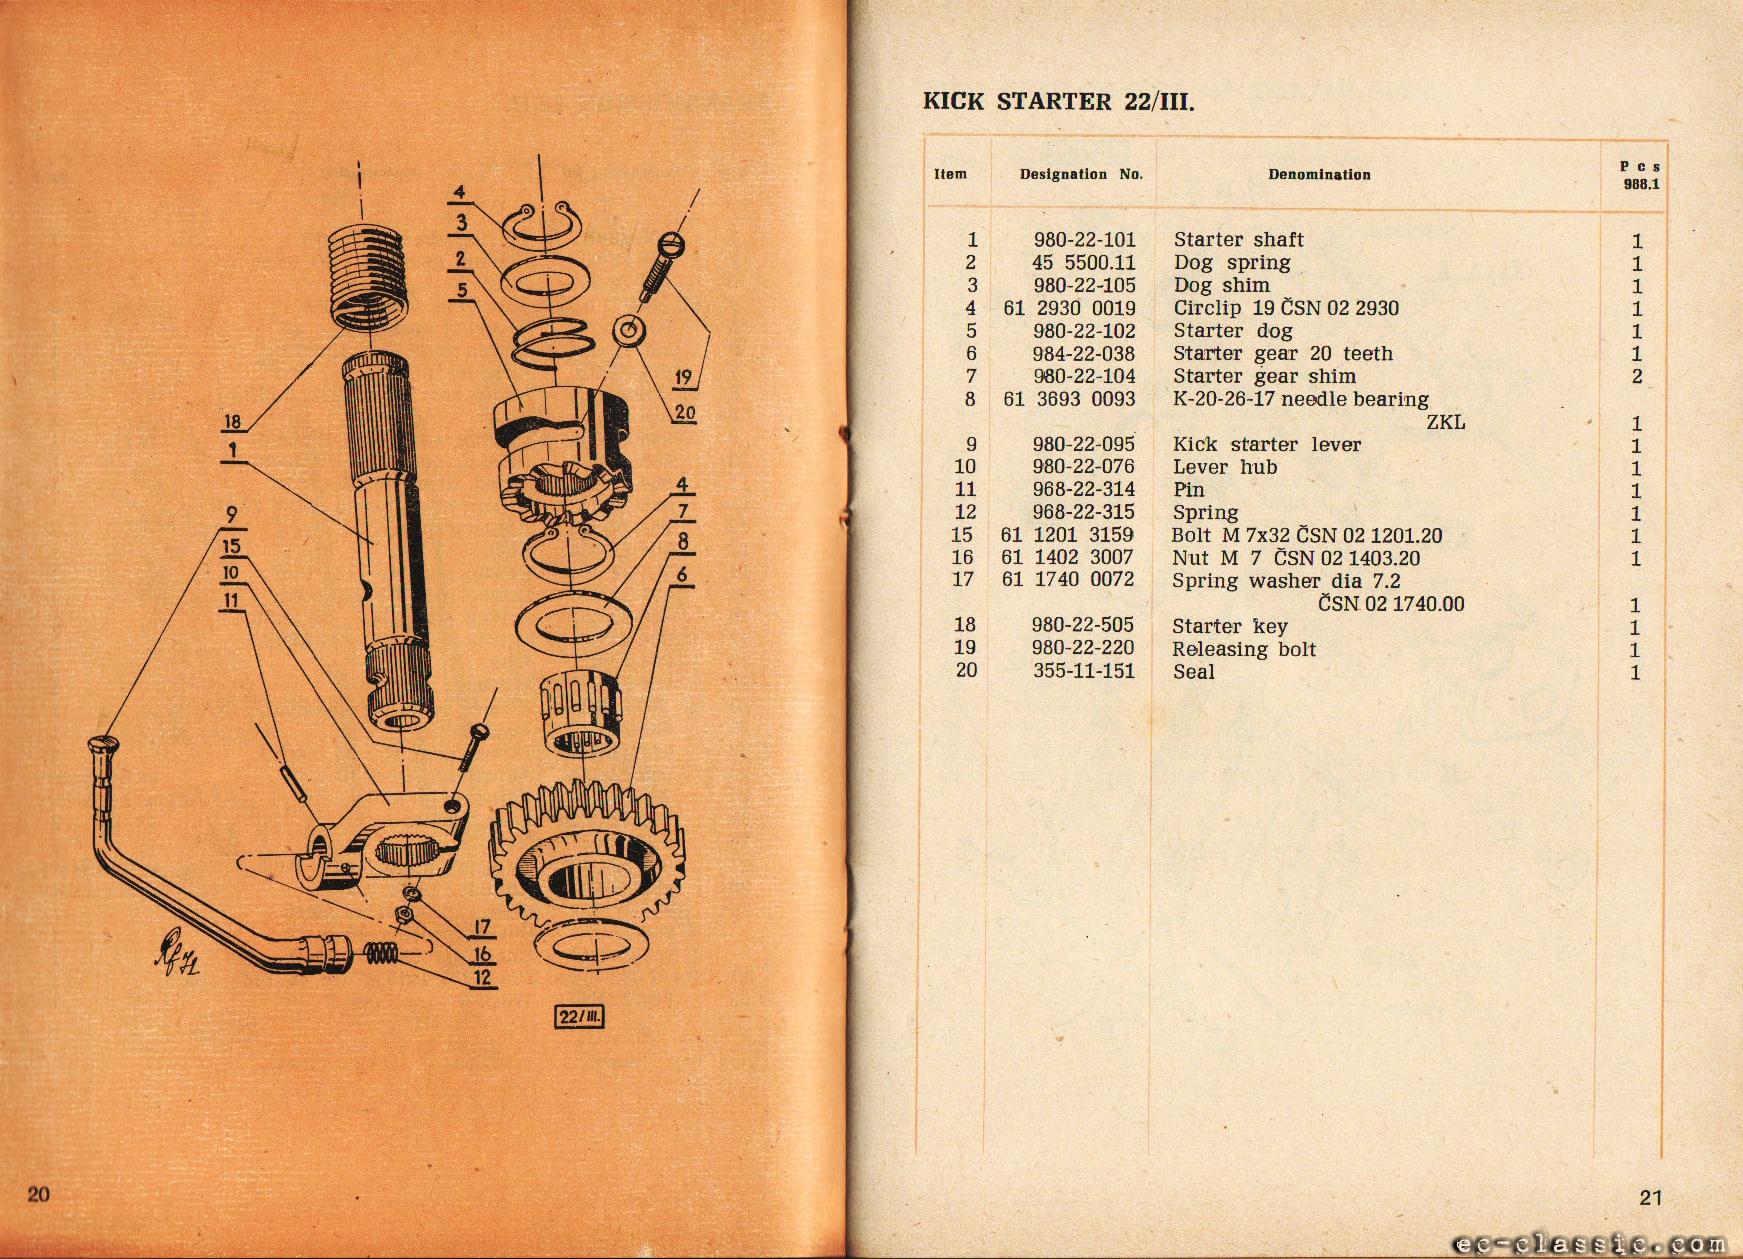 4
3
2
5
19
20
18
1
4
7
8
6
9
15
10
11
17
16
12
22/III.
20
KICK STARTER 22/III.
Item Designation No. Denomination Pcs 988.1
1 980-22-101 Starter shaft 1
2 45 5500.11 Dog spring 1
3 980-22-105 Dog shim 1
4 61 2930 0019 Circlip 19 ČSN 02 2930 1
5 980-22-102 Starter dog 1
6 984-22-038 Starter gear 20 teeth 1
7 980-22-104 Starter gear shim 2
8 61 3693 0093 K-20-26-17 needle bearing
ZKL 1
9 980-22-095 Kick starter lever 1
10 980-22-076 Lever hub 1
11 968-22-314 Pin 1
12 968-22-315 Spring 1
15 61 1201 3159 Bolt M 7x32 ČSN 02 1201.20 1
16 61 1402 3007 Nut M 7 ČSN 02 1403.20 1
17 61 1740 0072 Spring washer dia 7.2
ČSN 02 1740.00 1
18 980-22-505 Starter key 1
19 980-22-220 Releasing bolt 1
20 355-11-151 Seal 1
21
ec-classic.com